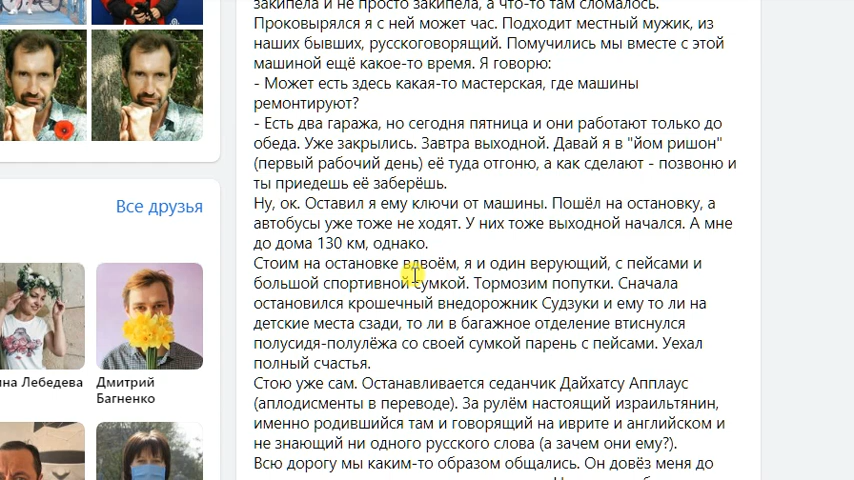 закипела и не просто закипела, а что-то там сломалось.
Проковырялся я с ней может час. Подходит местный мужик, из
наших бывших, русскоговорящий. Помучились мы вместе с этой
машиной ещё какое-то время. Я говорю:
- Может есть здесь какая-то мастерская, где машины
ремонтируют?
- Есть два гаража, но сегодня пятница и они работают только до
обеда. Уже закрылись. Завтра выходной. Давай я в "йом ришон"
(первый рабочий день) её туда отгоню, а как сделают - позвоню и
ты приедешь её заберёшь.
Ну, ок. Оставил я ему ключи от машины. Пошёл на остановку, а
автобусы уже тоже не ходят. У них тоже выходной начался. А мне
до дома 130 км, однако.
Стоим на остановке вдвоём, я и один верующий, с пейсами и
большой спортивной сумкой. Тормозим попутки. Сначала
остановился крошечный внедорожник Судзуки и ему то ли на
детские места сзади, то ли в багажное отделение втиснулся
полусидя-полулёжа со своей сумкой парень с пейсами. Уехал
полный счастья.
Стою уже сам. Останавливается седанчик Дайхатсу Апплаус
(аплодисменты в переводе). За рулём настоящий израильтянин,
именно родившийся там и говорящий на иврите и английском и
не знающий ни одного русского слова (а зачем они ему?).
Всю дорогу мы каким-то образом общались. Он довёз меня до
Все друзья
на Лебедева
Дмитрий
Багненко